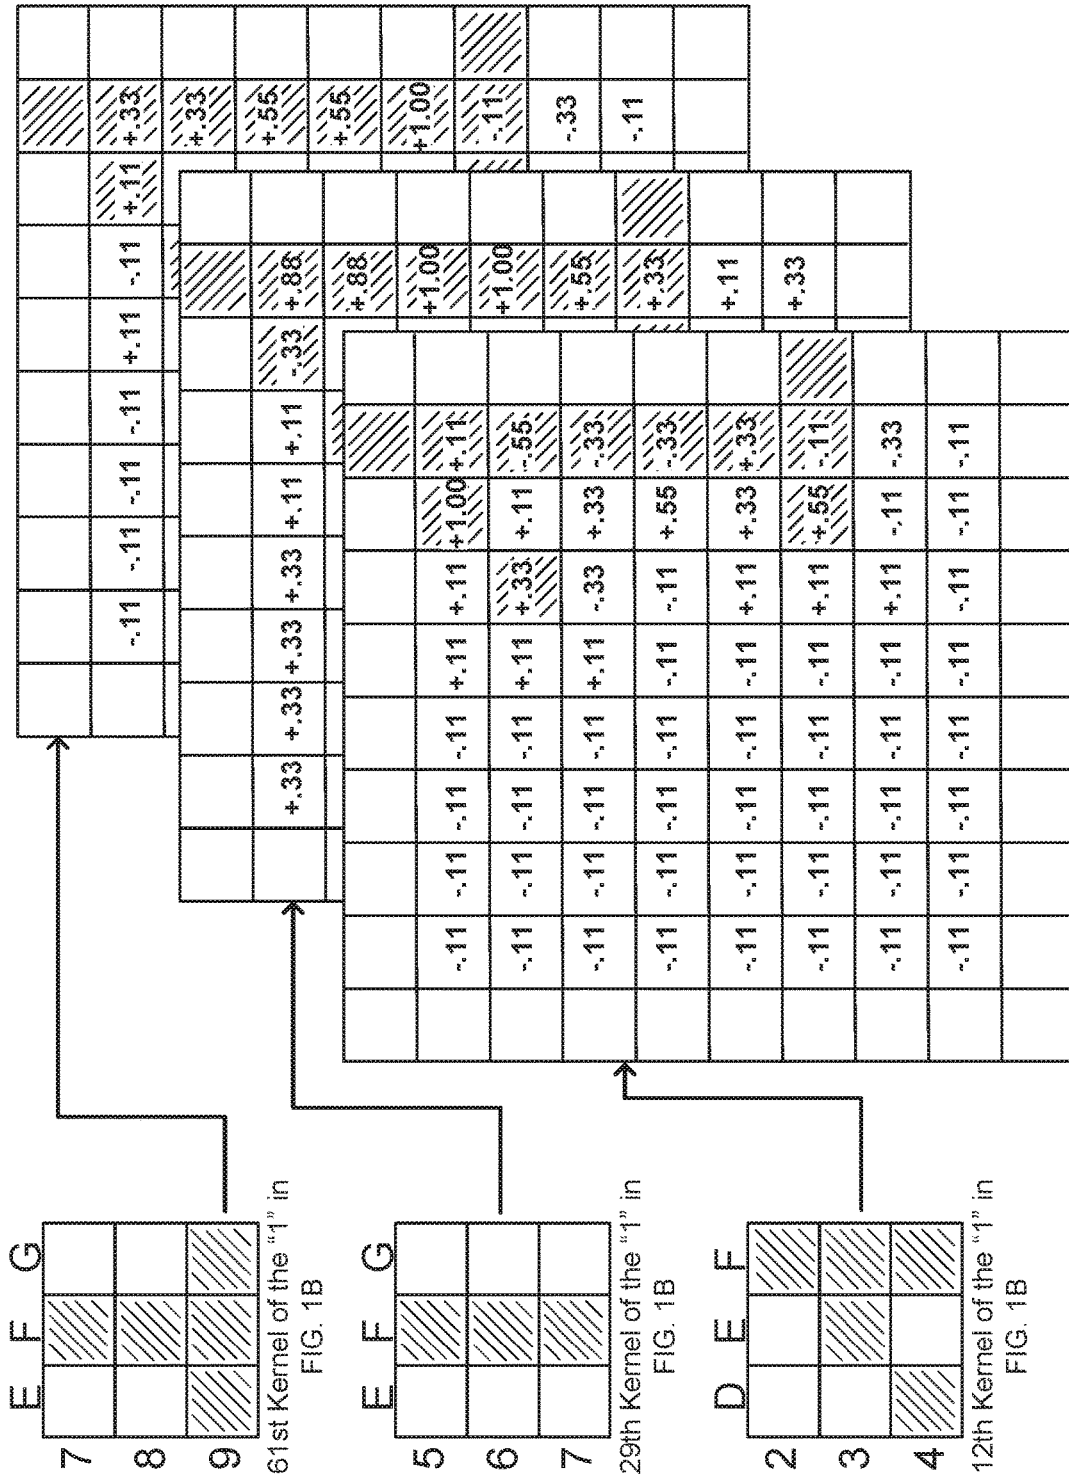 E F G
7
8
9
61st Kernel of the "1" in
FIG. 1B
-.11 -.11 -.11 -.11 +.11 -.11 +.11 +.33
+.33
+.55
+.55
+1.00
-.11
-.33
-.11
E F G
5
6
7
29th Kernel of the "1" in
FIG. 1B
+.33 +.33 +.33 +.33 +.11 +.11 -.33 +.88
+.88
+1.00
+1.00
+.55
+.33
+.11
+.33
D E F
2
3
4
12th Kernel of the "1" in
FIG. 1B
-.11 -.11 -.11 -.11 +.11 +.11 +1.00 +.11
-.11 -.11 -.11 -.11 +.11 +.33 +.11 -.55
-.11 -.11 -.11 -.11 +.11 -.33 +.33 -.33
-.11 -.11 -.11 -.11 -.11 -.11 +.55 -.33
-.11 -.11 -.11 -.11 -.11 +.11 +.33 +.33
-.11 -.11 -.11 -.11 -.11 +.11 +.55 -.11
-.11 -.11 -.11 -.11 -.11 +.11 -.11 -.33
-.11 -.11 -.11 -.11 -.11 -.11 -.11 -.11